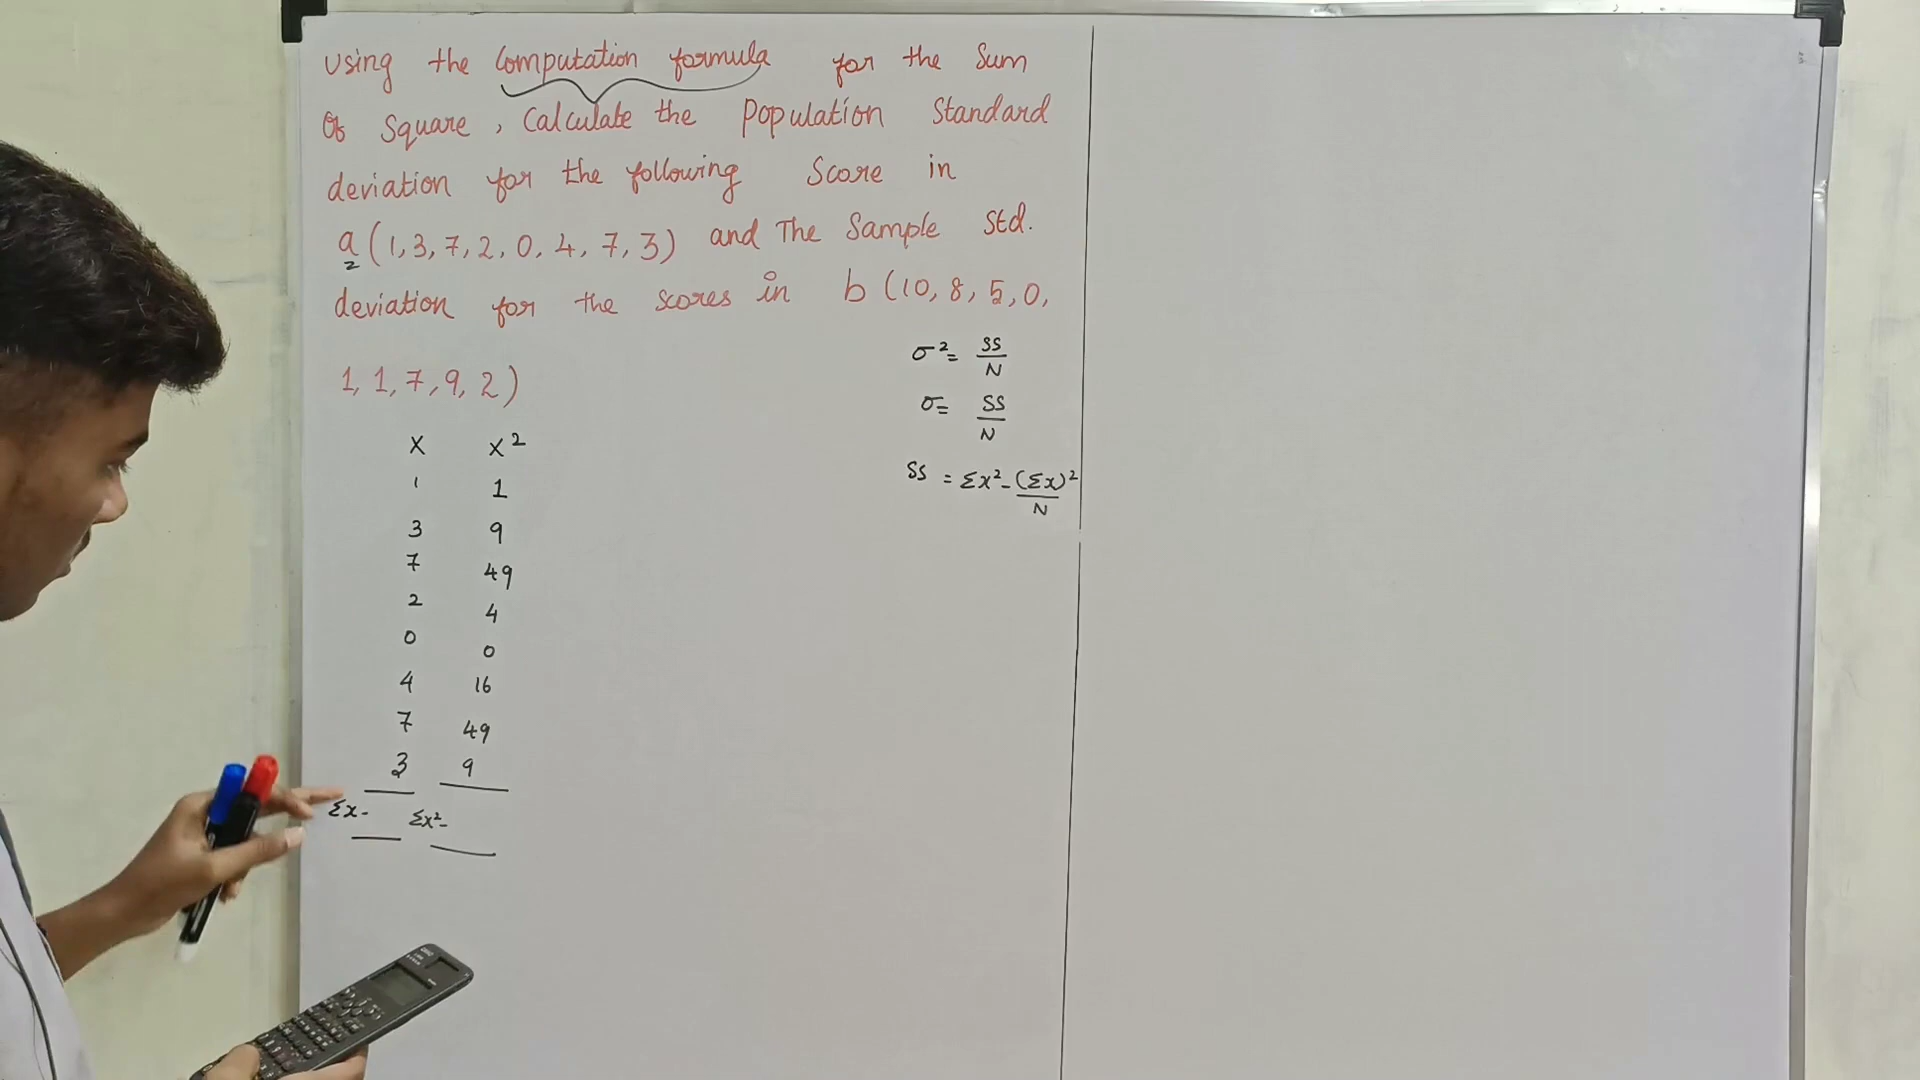 using the Computation formula for the Sum
Of Square, Calculate the Population Standard
deviation for the following Score in
a (1,3,7,2,0,4,7,3) and The Sample Std.
2
deviation for the scores in b (10,8,5,0,
1,1,7,9,2)
σ²= SS/N
σ= SS/N
SS = Σx²-(Σx)²/N
X X²
1 1
3 9
7 49
2 4
0 0
4 16
7 49
3 9
Σx- Σx²-